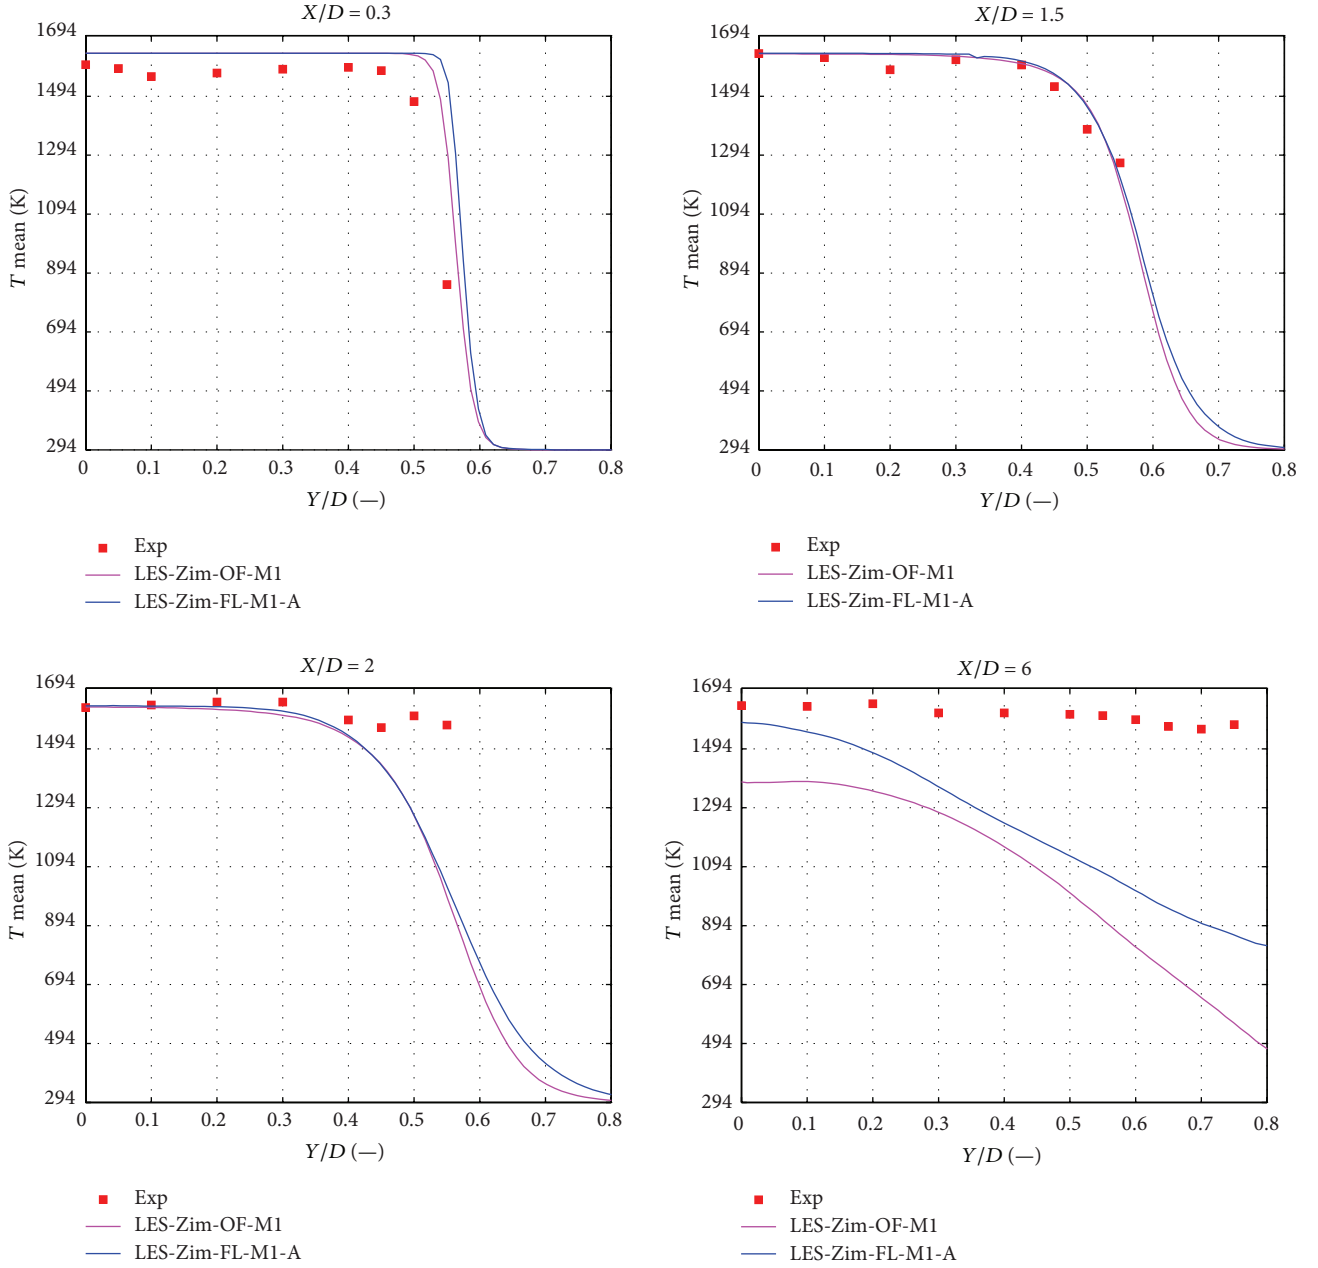 X/D = 0.3
1694
1494
1294
1094
894
694
494
294
T mean (K)
0 0.1 0.2 0.3 0.4 0.5 0.6 0.7 0.8
Y/D (—)
Exp
LES-Zim-OF-M1
LES-Zim-FL-M1-A
X/D = 1.5
1694
1494
1294
1094
894
694
494
294
T mean (K)
0 0.1 0.2 0.3 0.4 0.5 0.6 0.7 0.8
Y/D (—)
Exp
LES-Zim-OF-M1
LES-Zim-FL-M1-A
X/D = 2
1694
1494
1294
1094
894
694
494
294
T mean (K)
0 0.1 0.2 0.3 0.4 0.5 0.6 0.7 0.8
Y/D (—)
Exp
LES-Zim-OF-M1
LES-Zim-FL-M1-A
X/D = 6
1694
1494
1294
1094
894
694
494
294
T mean (K)
0 0.1 0.2 0.3 0.4 0.5 0.6 0.7 0.8
Y/D (—)
Exp
LES-Zim-OF-M1
LES-Zim-FL-M1-A